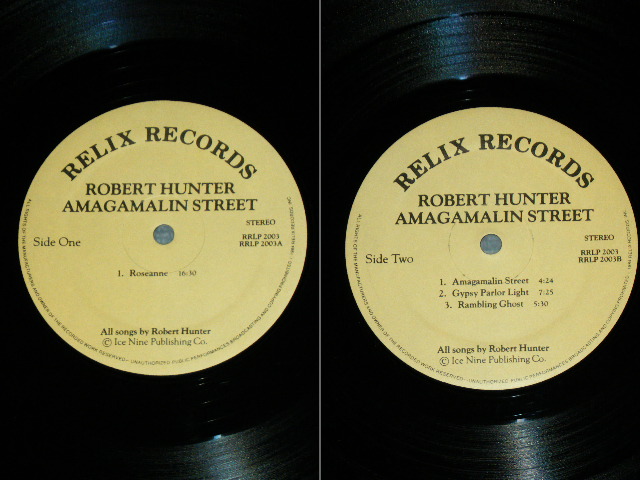 RELIX RECORDS
ROBERT HUNTER
AMAGAMALIN STREET
STEREO
Side One
RRLP 2003
RRLP 2003A
1. Roseanne 16:30
All songs by Robert Hunter
© Ice Nine Publishing Co.
RELIX RECORDS
ROBERT HUNTER
AMAGAMALIN STREET
STEREO
Side Two
RRLP 2003
RRLP 2003B
1. Amagamalin Street 4:24
2. Gypsy Parlor Light 7:25
3. Rambling Ghost 5:30
All songs by Robert Hunter
© Ice Nine Publishing Co.